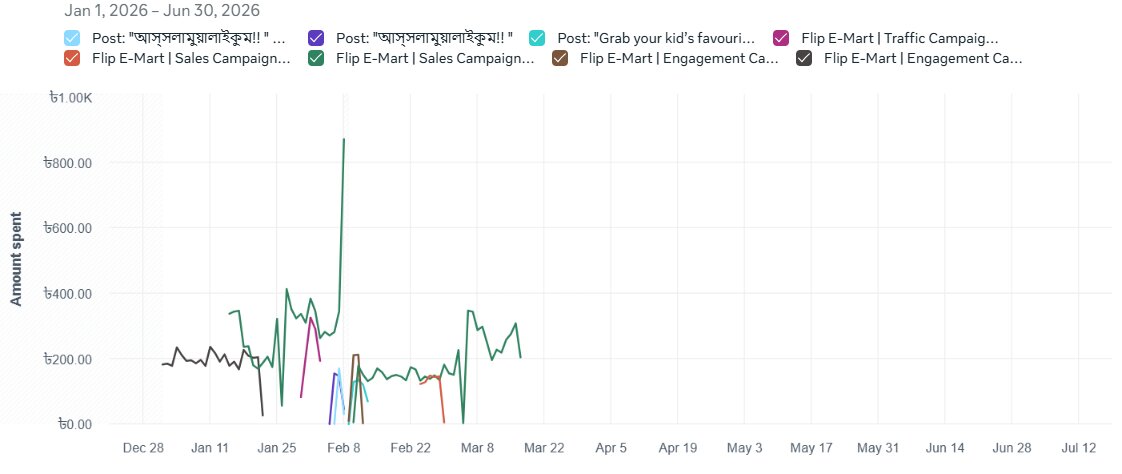 Jan 1, 2026 – Jun 30, 2026
Post: "আস্সলামুয়ালাইকুম!! " ... Post: "আস্সলামুয়ালাইকুম!! " Post: "Grab your kid's favouri... Flip E-Mart | Traffic Campaig...
Flip E-Mart | Sales Campaign... Flip E-Mart | Sales Campaign... Flip E-Mart | Engagement Ca... Flip E-Mart | Engagement Ca...
৳1.00K
৳800.00
৳600.00
৳400.00
৳200.00
৳0.00
Amount spent
Dec 28 Jan 11 Jan 25 Feb 8 Feb 22 Mar 8 Mar 22 Apr 5 Apr 19 May 3 May 17 May 31 Jun 14 Jun 28 Jul 12